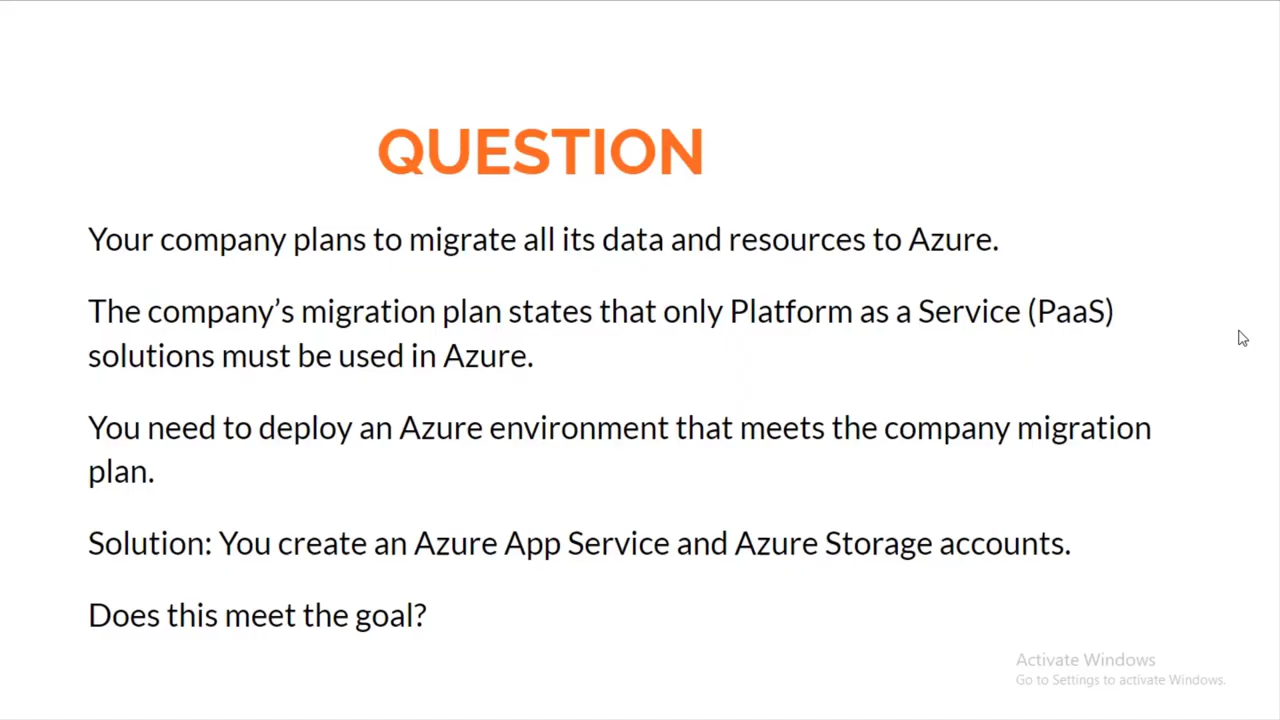 QUESTION
Your company plans to migrate all its data and resources to Azure.
The company’s migration plan states that only Platform as a Service (PaaS)
solutions must be used in Azure.
You need to deploy an Azure environment that meets the company migration
plan.
Solution: You create an Azure App Service and Azure Storage accounts.
Does this meet the goal?
Activate Windows
Go to Settings to activate Windows.